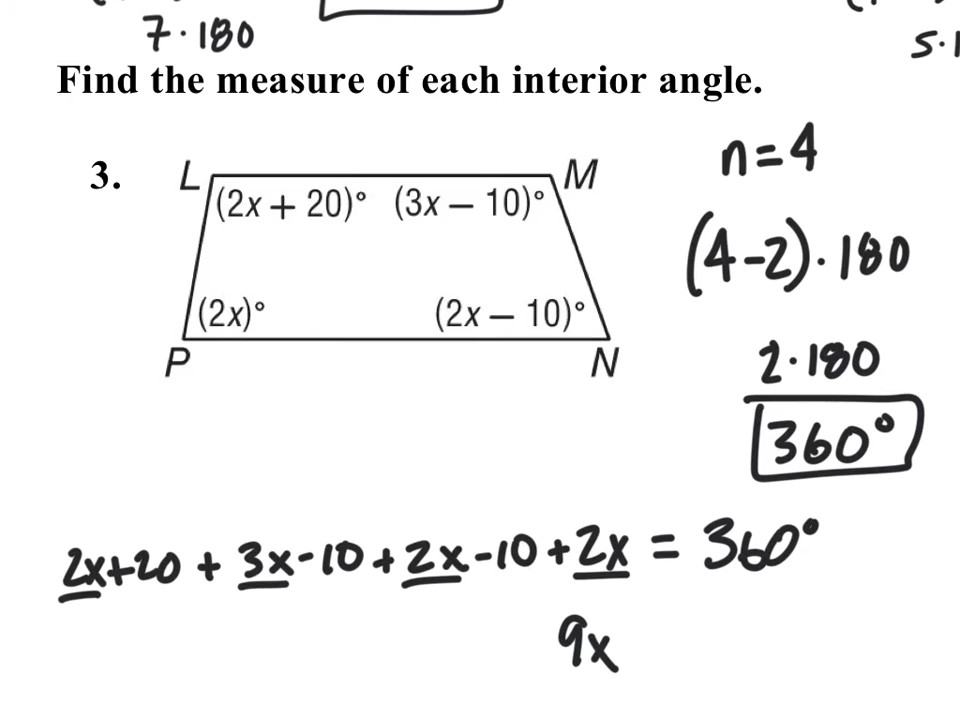 7·180
5·1
Find the measure of each interior angle.
3.
L
M
(2x + 20)° (3x – 10)°
(2x)° (2x – 10)°
P
N
n=4
(4-2)·180
2·180
360°
2x+20 + 3x-10+2x-10+2x = 360°
9x